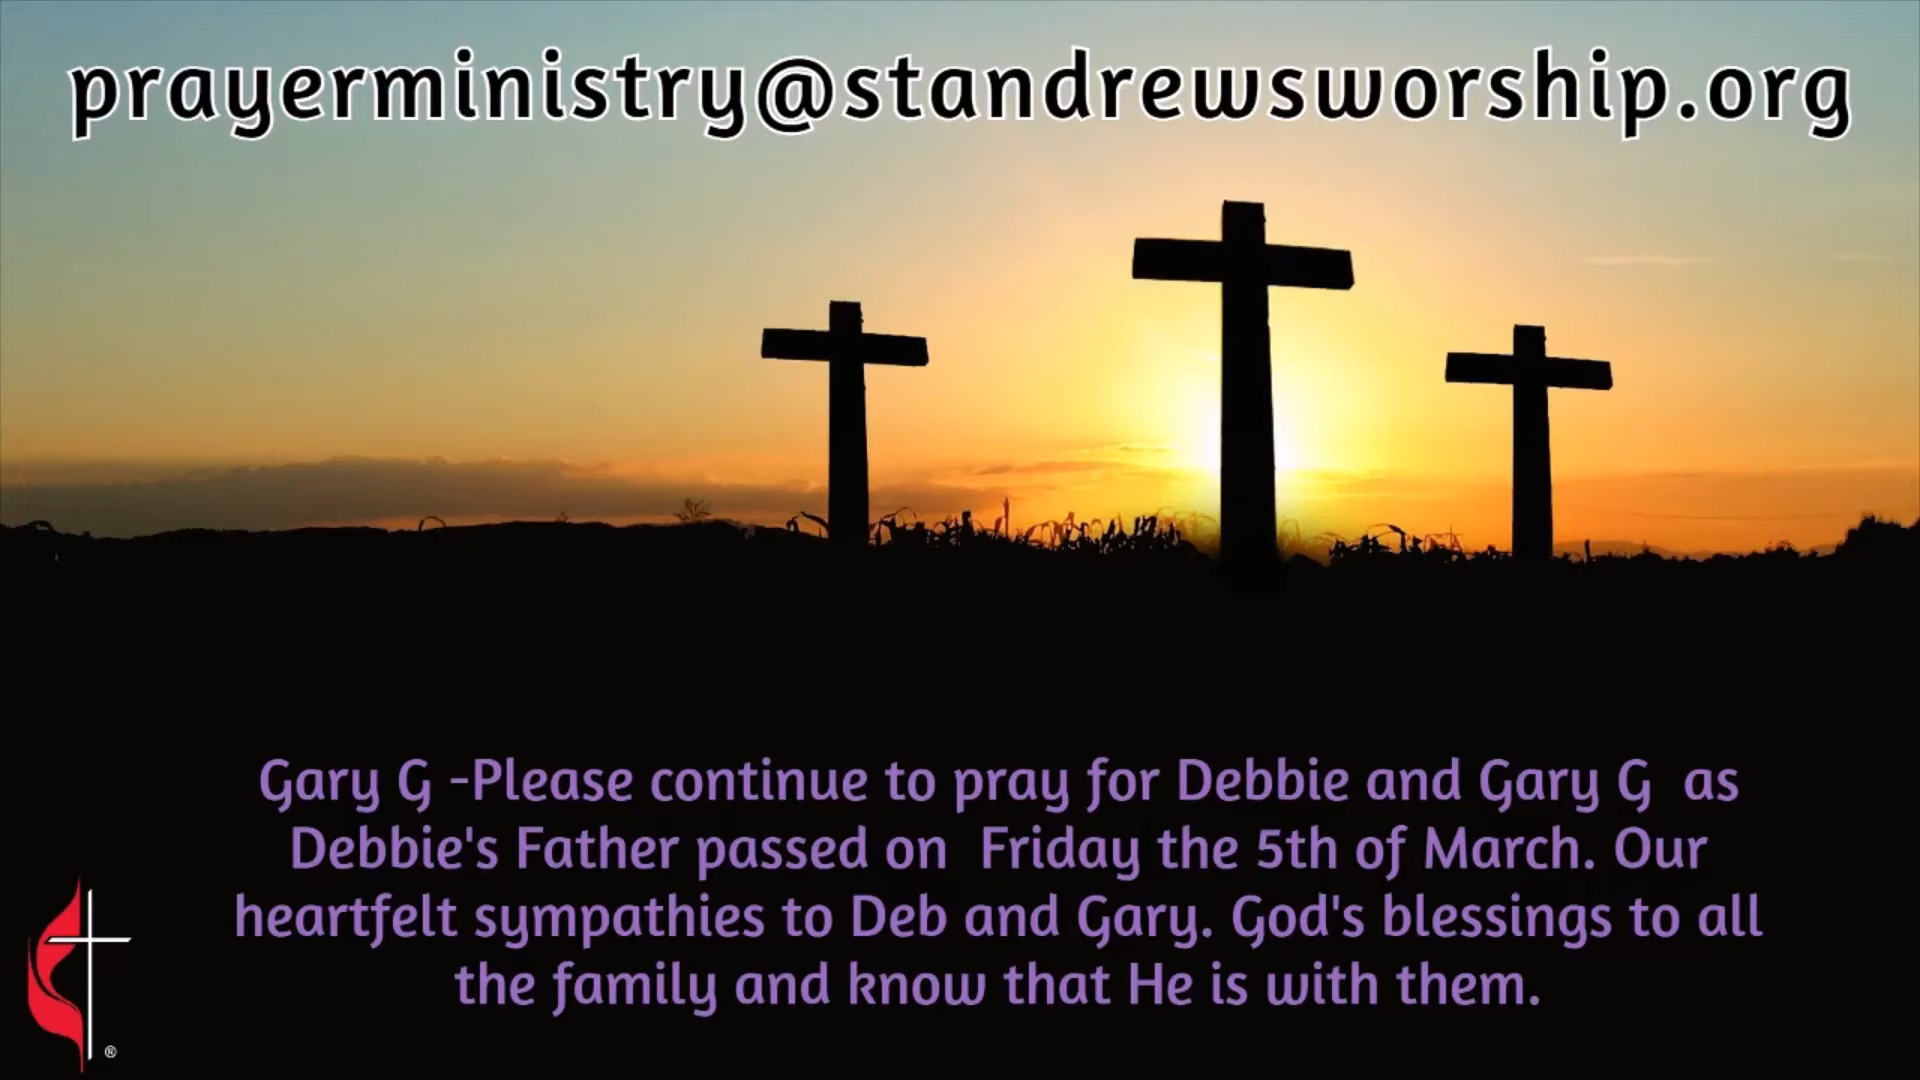 prayerministry@standrewsworship.org
Gary G -Please continue to pray for Debbie and Gary G  as
Debbie's Father passed on  Friday the 5th of March. Our
heartfelt sympathies to Deb and Gary. God's blessings to all
the family and know that He is with them.
®